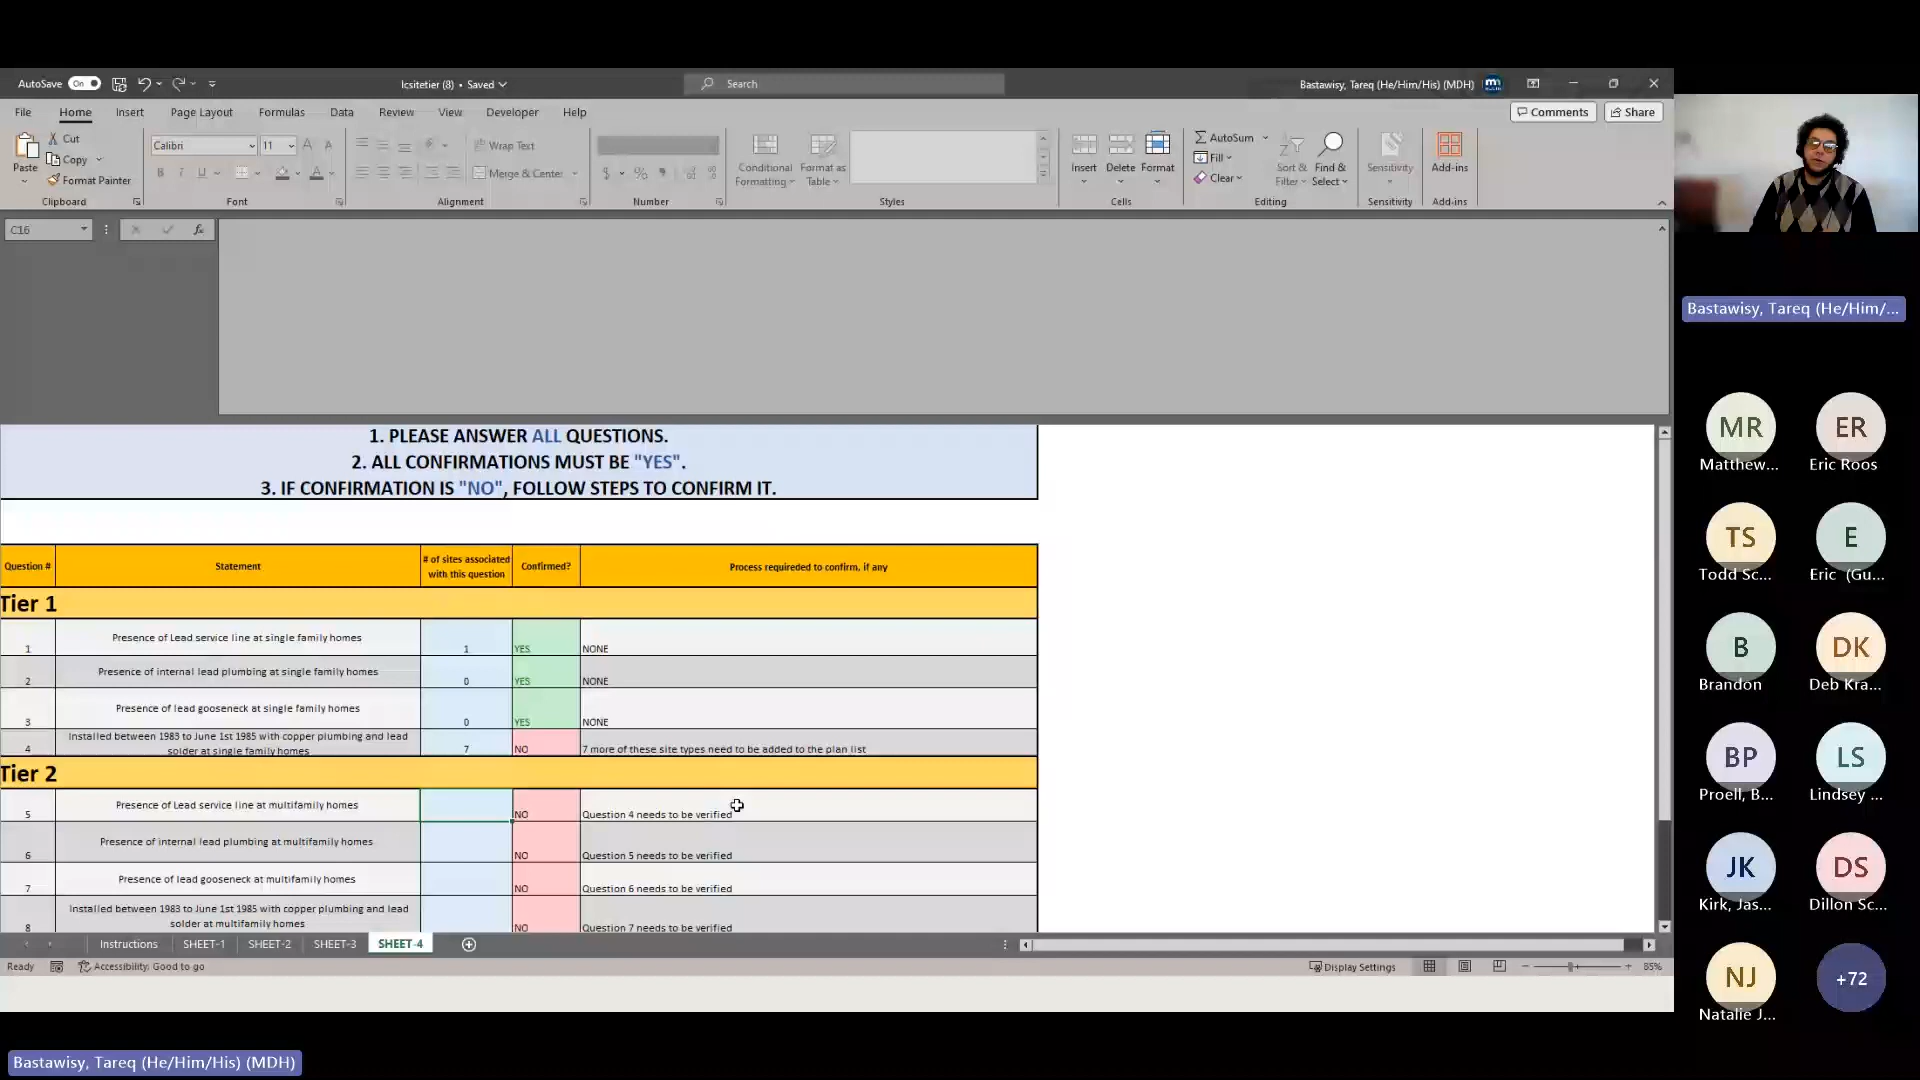 AutoSave On
lcsitetier (8) • Saved
Search
Bastawisy, Tareq (He/Him/His) (MDH)
File Home Insert Page Layout Formulas Data Review View Developer Help
Comments
Share
Paste
Cut
Copy
Format Painter
Clipboard
Calibri
11
B I U
Font
Wrap Text
Merge & Center
Alignment
Number
Conditional Formatting
Format as Table
Styles
Insert
Delete
Format
Cells
AutoSum
Fill
Clear
Sort & Filter
Find & Select
Editing
Sensitivity
Sensitivity
Add-ins
Add-ins
C16
fx
1. PLEASE ANSWER ALL QUESTIONS.
2. ALL CONFIRMATIONS MUST BE "YES".
3. IF CONFIRMATION IS "NO", FOLLOW STEPS TO CONFIRM IT.
Question # Statement # of sites associated with this question Confirmed? Process requireded to confirm, if any
Tier 1
1 Presence of Lead service line at single family homes 1 YES NONE
2 Presence of internal lead plumbing at single family homes 0 YES NONE
3 Presence of lead gooseneck at single family homes 0 YES NONE
4 Installed between 1983 to June 1st 1985 with copper plumbing and lead solder at single family homes 7 NO 7 more of these site types need to be added to the plan list
Tier 2
5 Presence of Lead service line at multifamily homes NO Question 4 needs to be verified
6 Presence of internal lead plumbing at multifamily homes NO Question 5 needs to be verified
7 Presence of lead gooseneck at multifamily homes NO Question 6 needs to be verified
8 Installed between 1983 to June 1st 1985 with copper plumbing and lead solder at multifamily homes NO Question 7 needs to be verified
Instructions SHEET-1 SHEET-2 SHEET-3 SHEET-4
Ready
Accessibility: Good to go
Display Settings
85%
Bastawisy, Tareq (He/Him/...
MR
Matthew...
ER
Eric Roos
TS
Todd Sc...
E
Eric (Gu...
B
Brandon
DK
Deb Kra...
BP
Proell, B...
LS
Lindsey ...
JK
Kirk, Jas...
DS
Dillon Sc...
NJ
Natalie J...
+72
Bastawisy, Tareq (He/Him/His) (MDH)